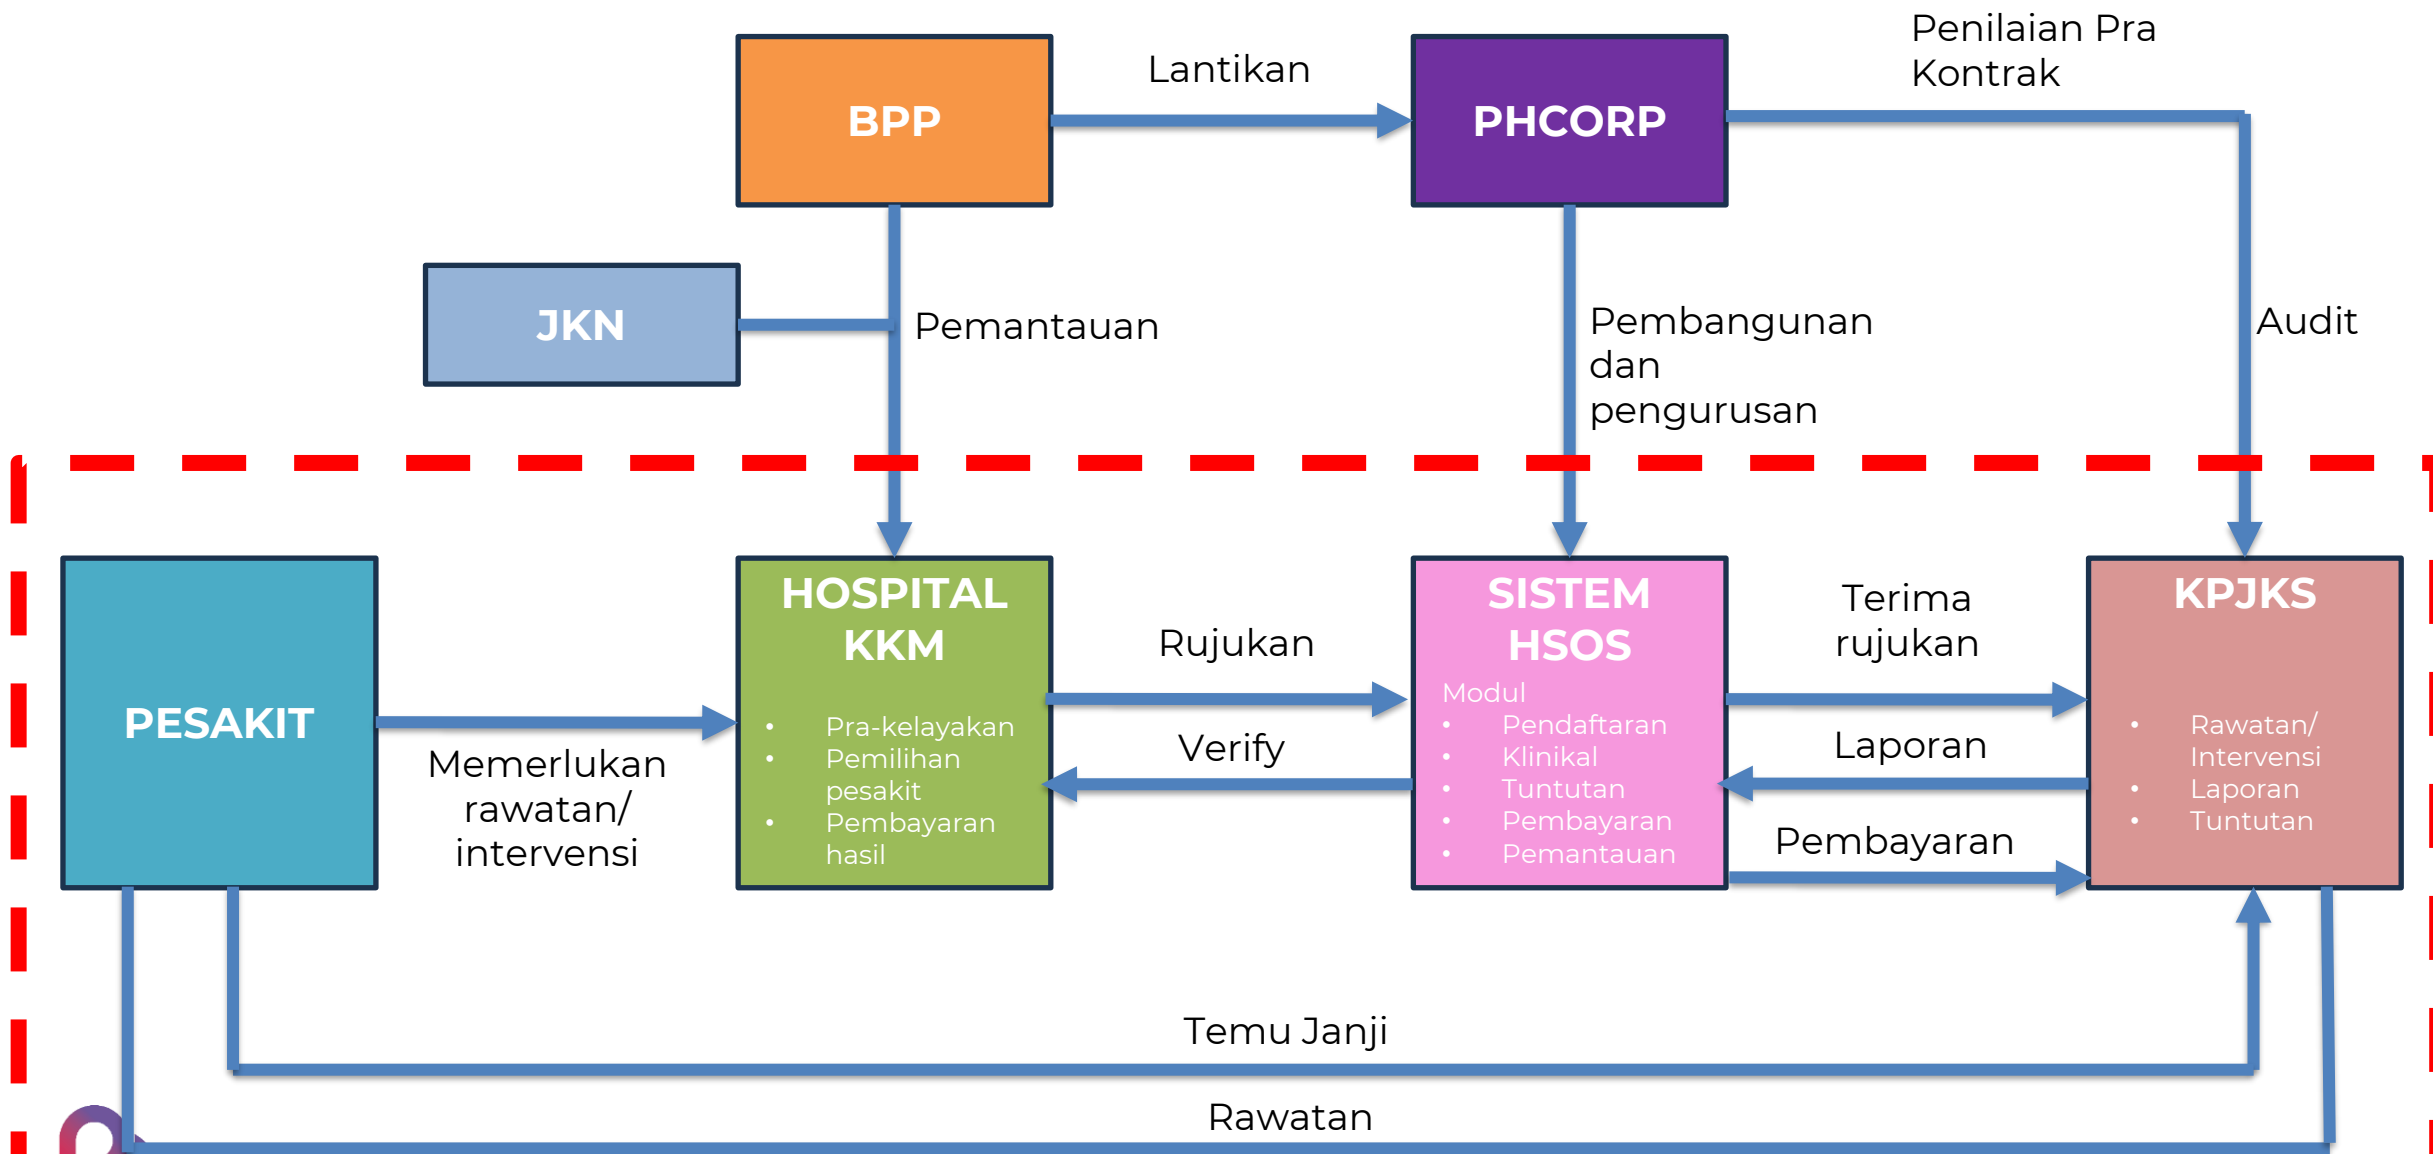 Penilaian Pra
Kontrak
Lantikan
BPP
PHCORP
JKN
Pemantauan
Pembangunan
dan
pengurusan
Audit
PESAKIT
Memerlukan
rawatan/
intervensi
HOSPITAL
KKM
• Pra-kelayakan
• Pemilihan
pesakit
• Pembayaran
hasil
Rujukan
Verify
SISTEM
HSOS
Modul
• Pendaftaran
• Klinikal
• Tuntutan
• Pembayaran
• Pemantauan
Terima
rujukan
Laporan
Pembayaran
KPJKS
• Rawatan/
Intervensi
• Laporan
• Tuntutan
Temu Janji
Rawatan